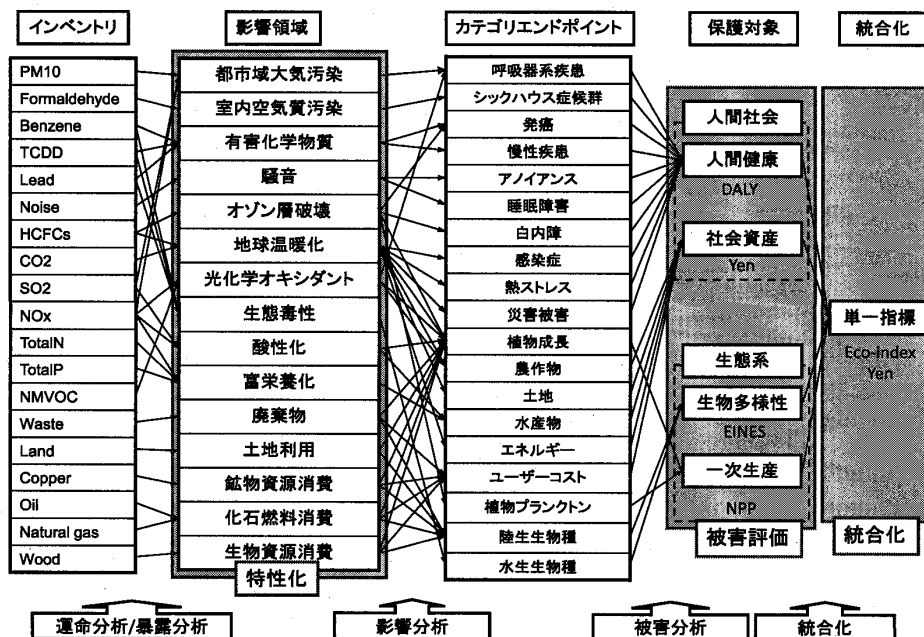 インベントリ
影響領域
カテゴリエンドポイント
保護対象
統合化
PM10
Formaldehyde
Benzene
TCDD
Lead
Noise
HCFCs
CO2
SO2
NOx
TotalN
TotalP
NMVOC
Waste
Land
Copper
Oil
Natural gas
Wood
都市域大気汚染
室内空気質汚染
有害化学物質
騒音
オゾン層破壊
地球温暖化
光化学オキシダント
生態毒性
酸性化
富栄養化
廃棄物
土地利用
鉱物資源消費
化石燃料消費
生物資源消費
特性化
呼吸器系疾患
シックハウス症候群
発癌
慢性疾患
アノイアンス
睡眠障害
白内障
感染症
熱ストレス
災害被害
植物成長
農作物
土地
水産物
エネルギー
ユーザーコスト
植物プランクトン
陸生生物種
水生生物種
人間社会
人間健康
DALY
社会資産
Yen
生態系
生物多様性
EINES
一次生産
NPP
被害評価
単一指標
Eco-index
Yen
統合化
運命分析/暴露分析
影響分析
被害分析
統合化